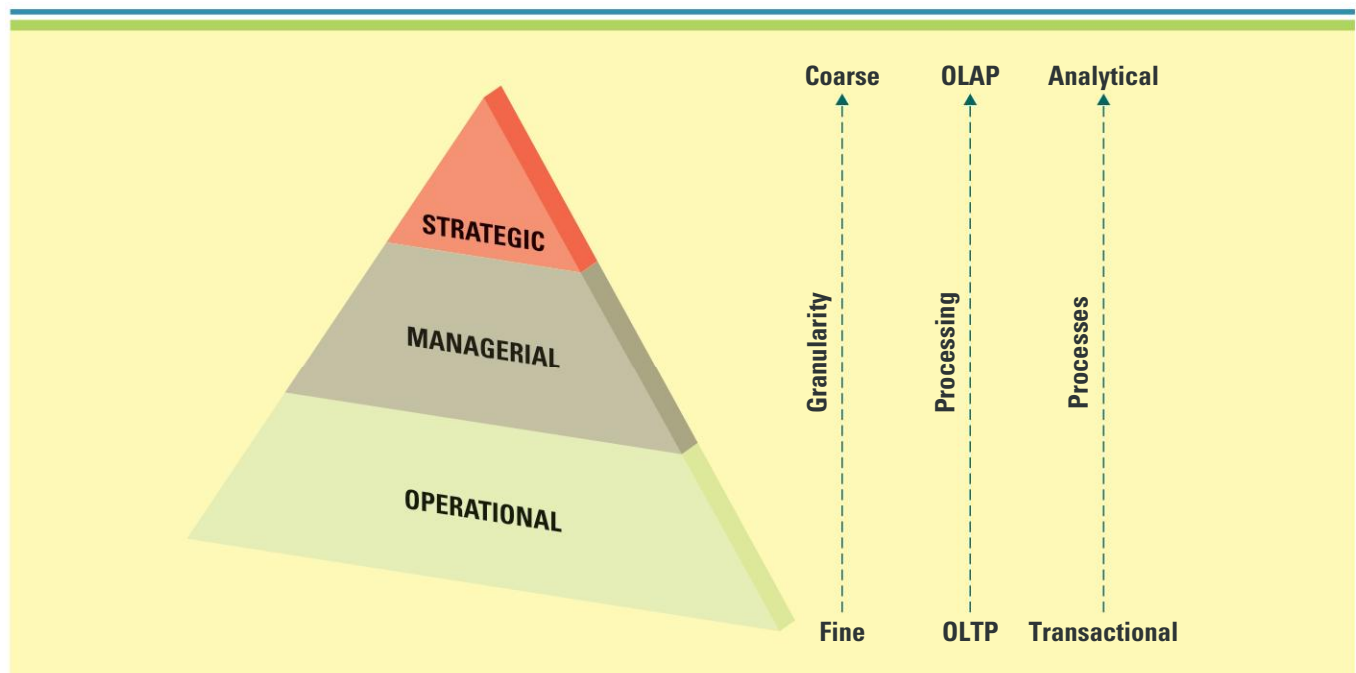 Coarse
OLAP
Analytical
STRATEGIC
MANAGERIAL
OPERATIONAL
Granularity
Processing
Processes
Fine
OLTP
Transactional